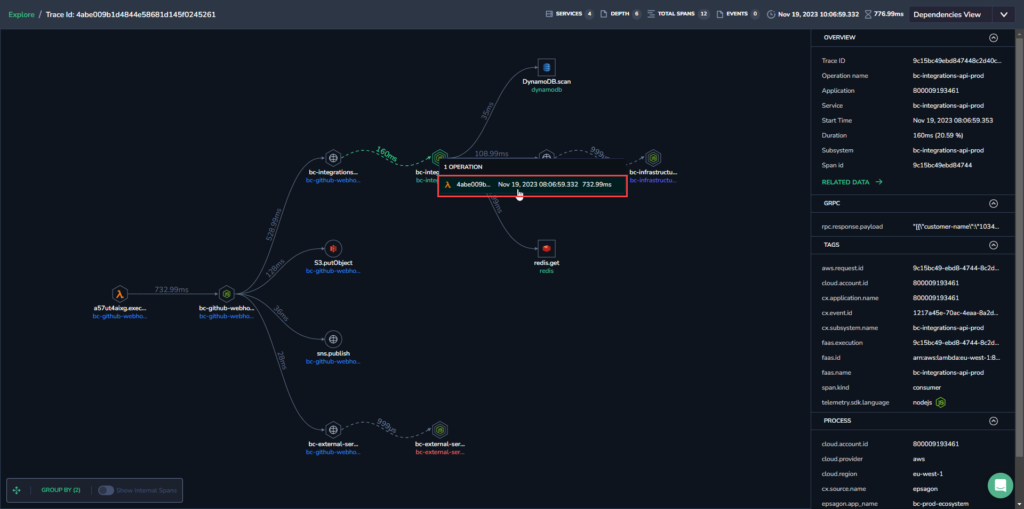 Explore / Trace Id: 4abe009b1d4844e58681d145f0245261
SERVICES 4 DEPTH 6 TOTAL SPANS 12 EVENTS 0 Nov 19, 2023 10:06:59.332 776.99ms Dependencies View
DynamoDB.scan
dynamodb
35ms
160ms
108.99ms
999
bc-integrations...
bc-github-webho...
bc-infrastructu...
bc-infrastructu...
1 OPERATION
4abe009b... Nov 19, 2023 08:06:59.332 732.99ms
528.99ms
redis.get
redis
S3.putObject
bc-github-webho...
128ms
732.99ms
a57ut4aixg.exec...
bc-github-webho...
bc-github-webho...
bc-github-webho...
36ms
sns.publish
bc-github-webho...
28ms
999µs
bc-external-ser...
bc-github-webho...
bc-external-ser...
bc-external-ser...
GROUP BY (2) Show Internal Spans
OVERVIEW
Trace ID 9c15bc49ebd847448c2d40c...
Operation name bc-integrations-api-prod
Application 800009193461
Service bc-integrations-api-prod
Start Time Nov 19, 2023 08:06:59.353
Duration 160ms (20.59 %)
Subsystem bc-integrations-api-prod
Span Id 9c15bc49ebd84744
RELATED DATA
GRPC
rpc.response.payload "[{\"customer-name\":\"1034...
TAGS
aws.request.id 9c15bc49-ebd8-4744-8c2d...
cloud.account.id 800009193461
cx.application.name 800009193461
cx.event.id 1217a45e-70ac-4eaa-8a2d...
cx.subsystem.name bc-integrations-api-prod
faas.execution 9c15bc49-ebd8-4744-8c2d...
faas.id arn:aws:lambda:eu-west-1:8...
faas.name bc-integrations-api-prod
span.kind consumer
telemetry.sdk.language nodejs
PROCESS
cloud.account.id 800009193461
cloud.provider aws
cloud.region eu-west-1
cx.source.name epsagon
epsagon.app_name bc-prod-ecosystem